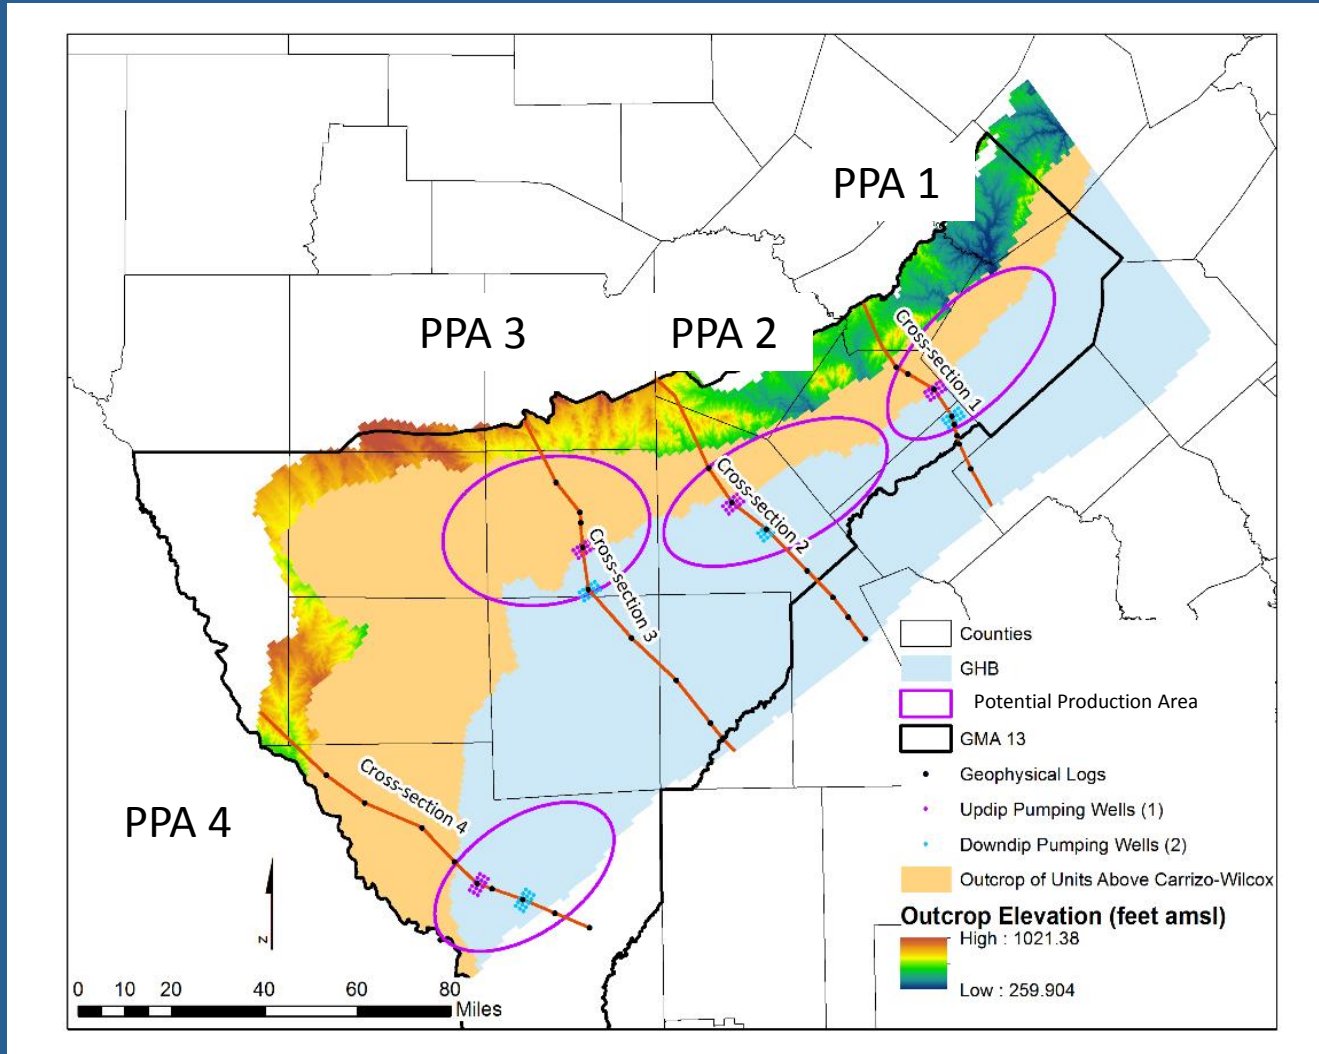 PPA 1
PPA 3
PPA 2
Cross-section 1
Cross-section 2
Cross-section 3
Cross-section 4
PPA 4
N
0 10 20 40 60 80
Miles
Counties
GHB
Potential Production Area
GMA 13
Geophysical Logs
Updip Pumping Wells (1)
Downdip Pumping Wells (2)
Outcrop of Units Above Carrizo-Wilcox
Outcrop Elevation (feet amsl)
High : 1021.38
Low : 259.904